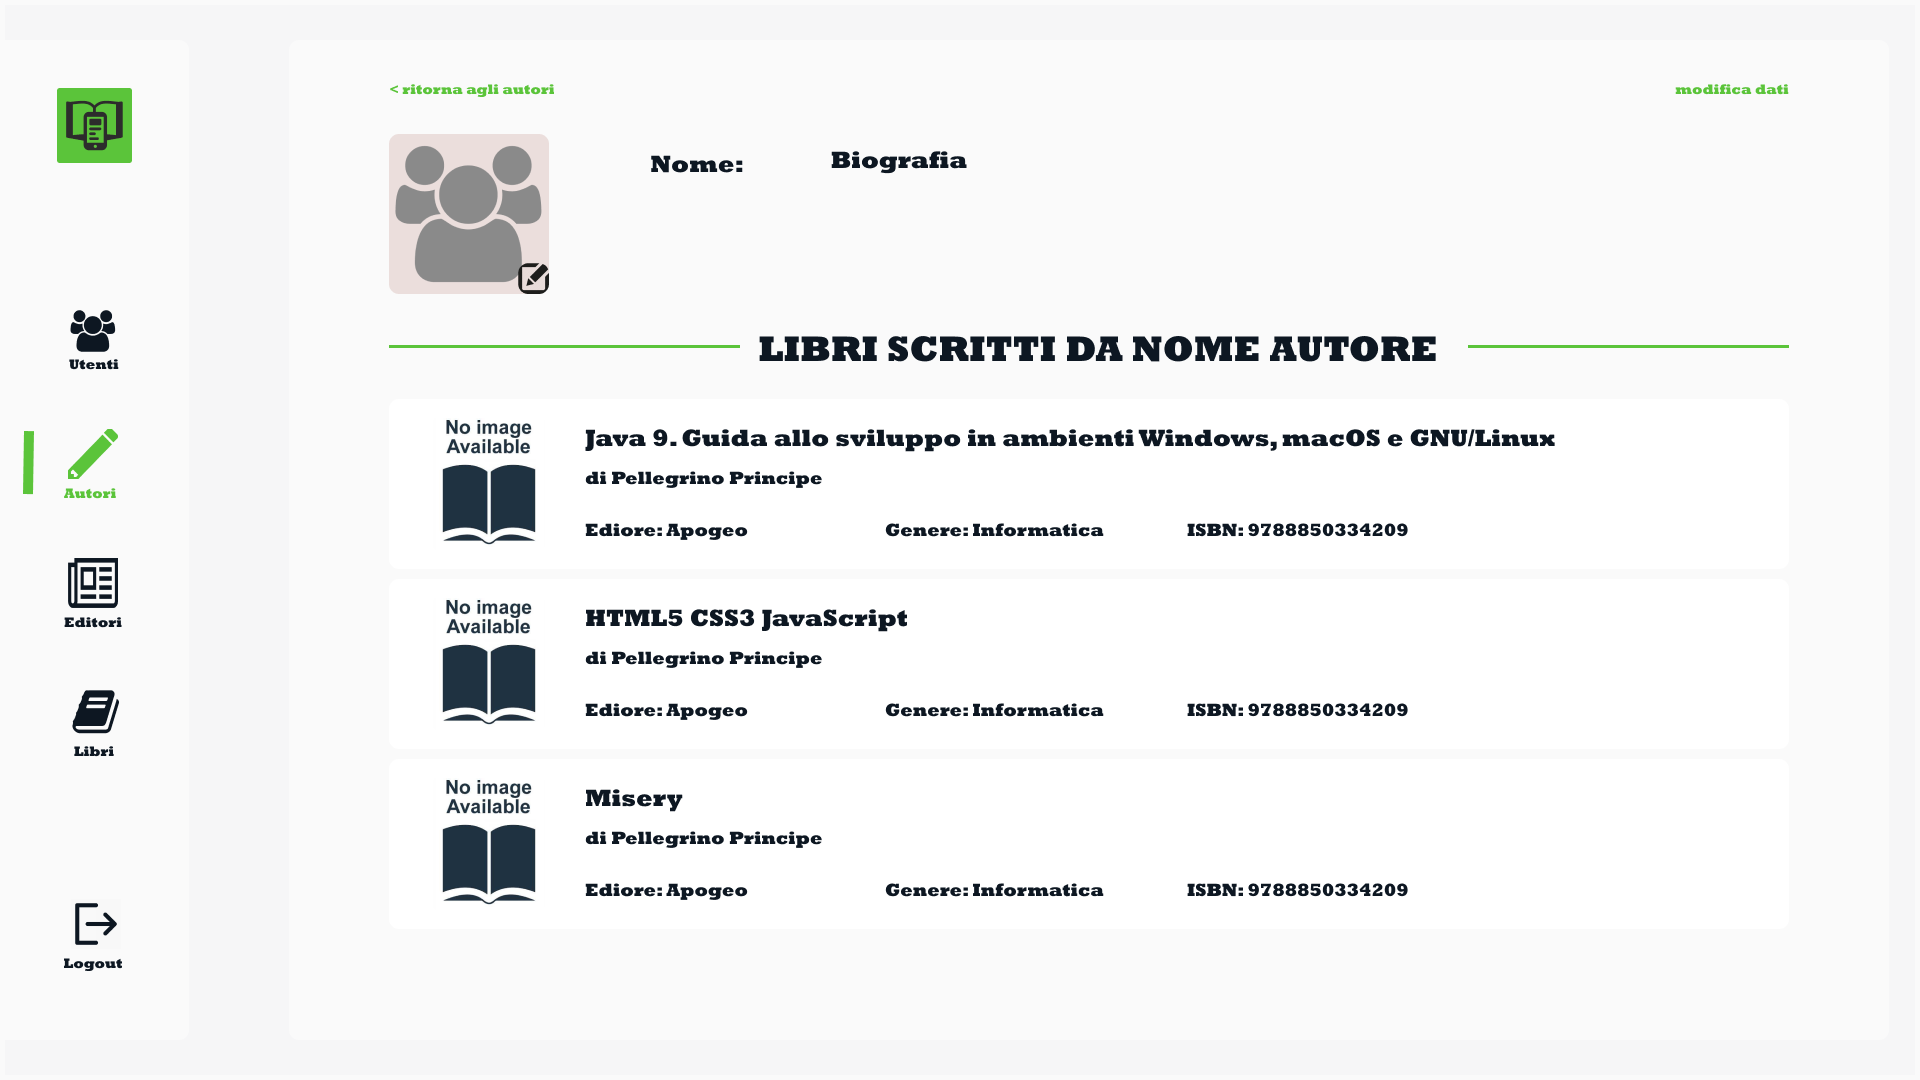 < ritorna agli autori
modifica dati
Nome:
Biografia
LIBRI SCRITTI DA NOME AUTORE
Utenti
Autori
Editori
Libri
Logout
No image
Available
Java 9. Guida allo sviluppo in ambienti Windows, macOS e GNU/Linux
di Pellegrino Principe
Ediore: Apogeo
Genere: Informatica
ISBN: 9788850334209
No image
Available
HTML5 CSS3 JavaScript
di Pellegrino Principe
Ediore: Apogeo
Genere: Informatica
ISBN: 9788850334209
No image
Available
Misery
di Pellegrino Principe
Ediore: Apogeo
Genere: Informatica
ISBN: 9788850334209